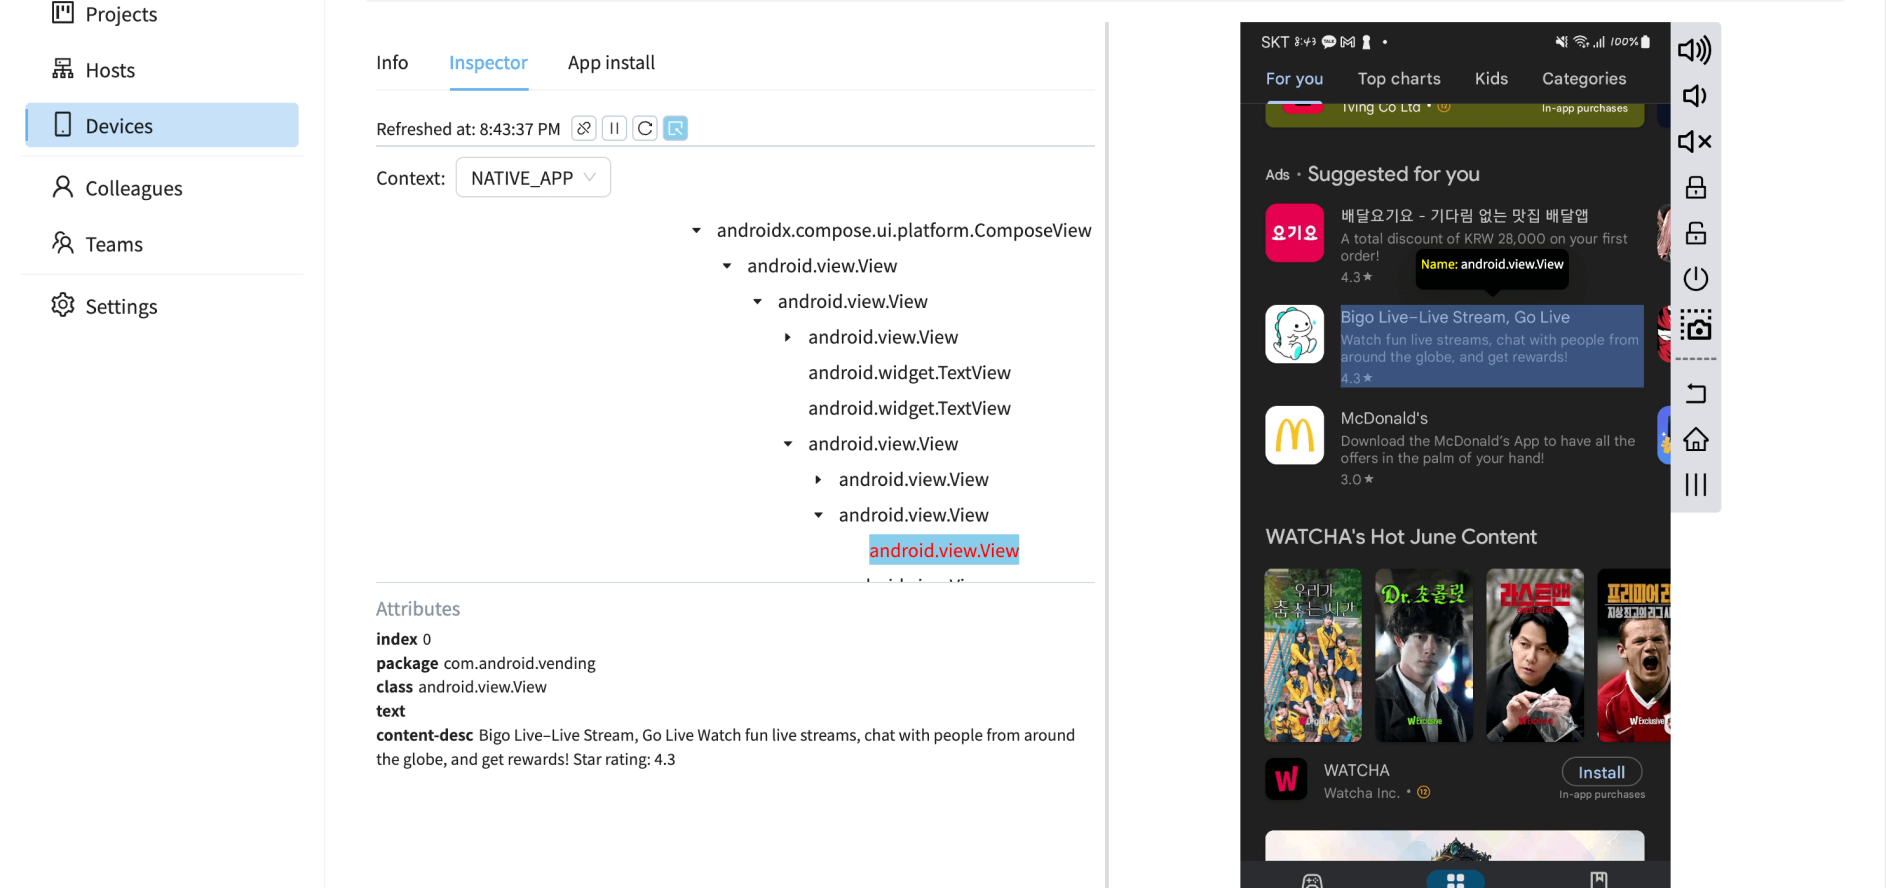 Projects
Hosts
Devices
Colleagues
Teams
Settings
Info
Inspector
App install
Refreshed at: 8:43:37 PM
Context:
NATIVE_APP
androidx.compose.ui.platform.ComposeView
android.view.View
android.view.View
android.view.View
android.widget.TextView
android.widget.TextView
android.view.View
android.view.View
android.view.View
android.view.View
Attributes
index 0
package com.android.vending
class android.view.View
text
content-desc Bigo Live–Live Stream, Go Live Watch fun live streams, chat with people from around
the globe, and get rewards! Star rating: 4.3
SKT 8:43 100%
For you
Top charts
Kids
Categories
Tving Co Ltd •
In-app purchases
Ads • Suggested for you
요기요
배달요기요 - 기다림 없는 맛집 배달앱
A total discount of KRW 28,000 on your first
order!
4.3★
Name: android.view.View
Bigo Live–Live Stream, Go Live
Watch fun live streams, chat with people from
around the globe, and get rewards!
4.3★
McDonald's
Download the McDonald's App to have all the
offers in the palm of your hand!
3.0★
WATCHA's Hot June Content
우리가
춤추는시간
Dr.초콜릿
W Exclusive
라스트맨
W Exclusive
프리미어 리
지상 최고의 리그 사
W Exclusive
W
WATCHA
Watcha Inc. • 12
Install
In-app purchases